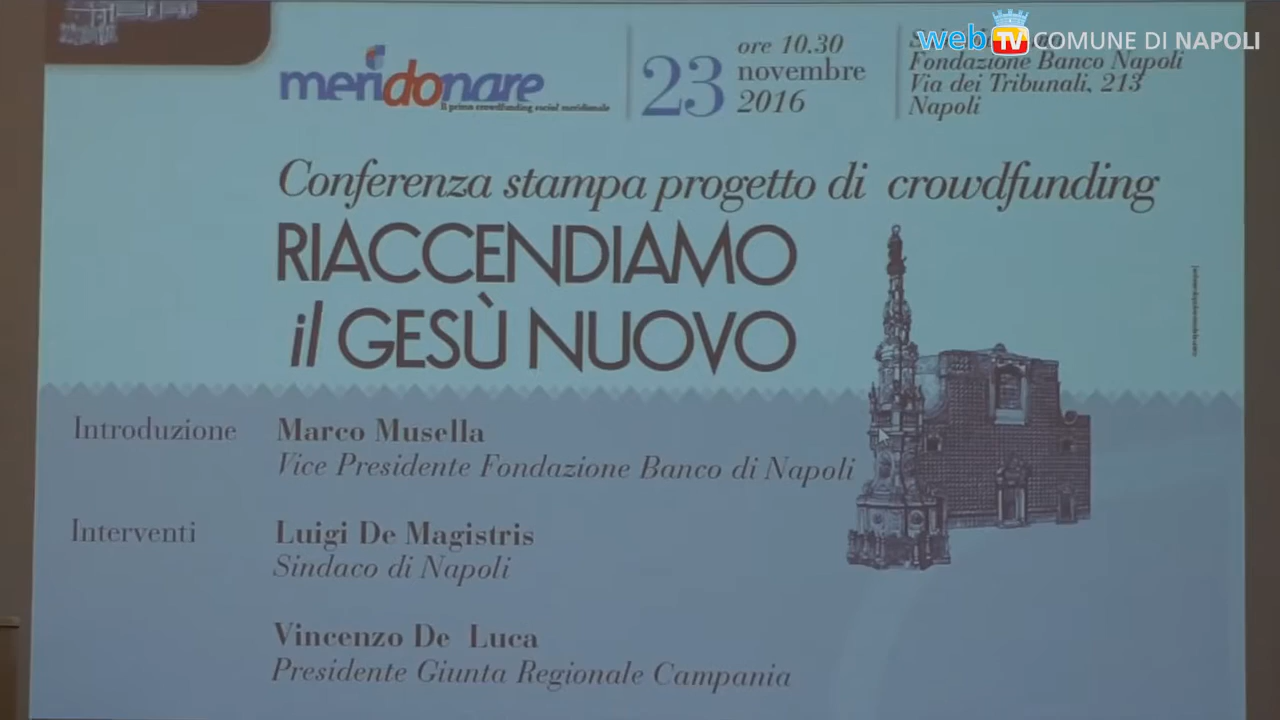 meridonare
Il primo crowdfunding social meridionale
23
ore 10.30
novembre
2016
Fondazione Banco Napoli
Via dei Tribunali, 213
Napoli
web TV COMUNE DI NAPOLI
Conferenza stampa progetto di crowdfunding
RIACCENDIAMO
il GESÙ NUOVO
Introduzione
Marco Musella
Vice Presidente Fondazione Banco di Napoli
Interventi
Luigi De Magistris
Sindaco di Napoli
Vincenzo De Luca
Presidente Giunta Regionale Campania